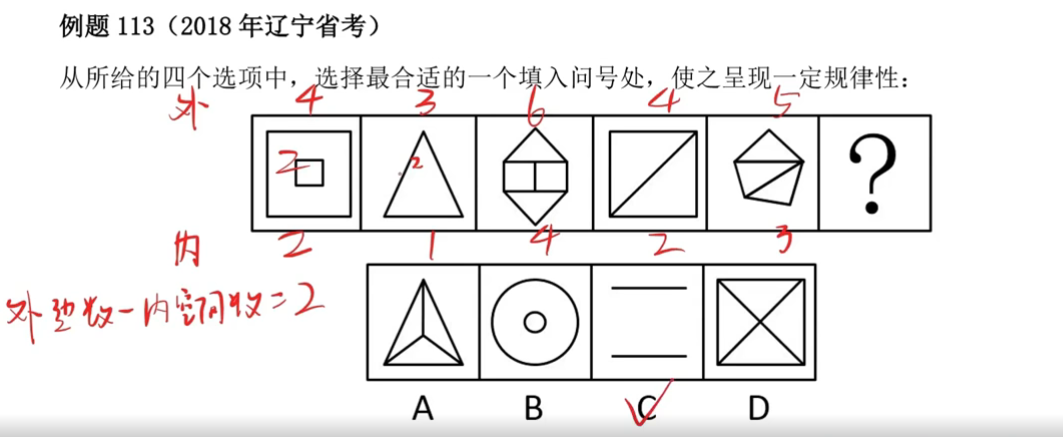 例题 113（2018 年辽宁省考）
从所给的四个选项中，选择最合适的一个填入问号处，使之呈现一定规律性：
外 4 3 6 4 5
2 2 ?
内 2 1 4 2 3
外边数-内空间数=2
A B C D